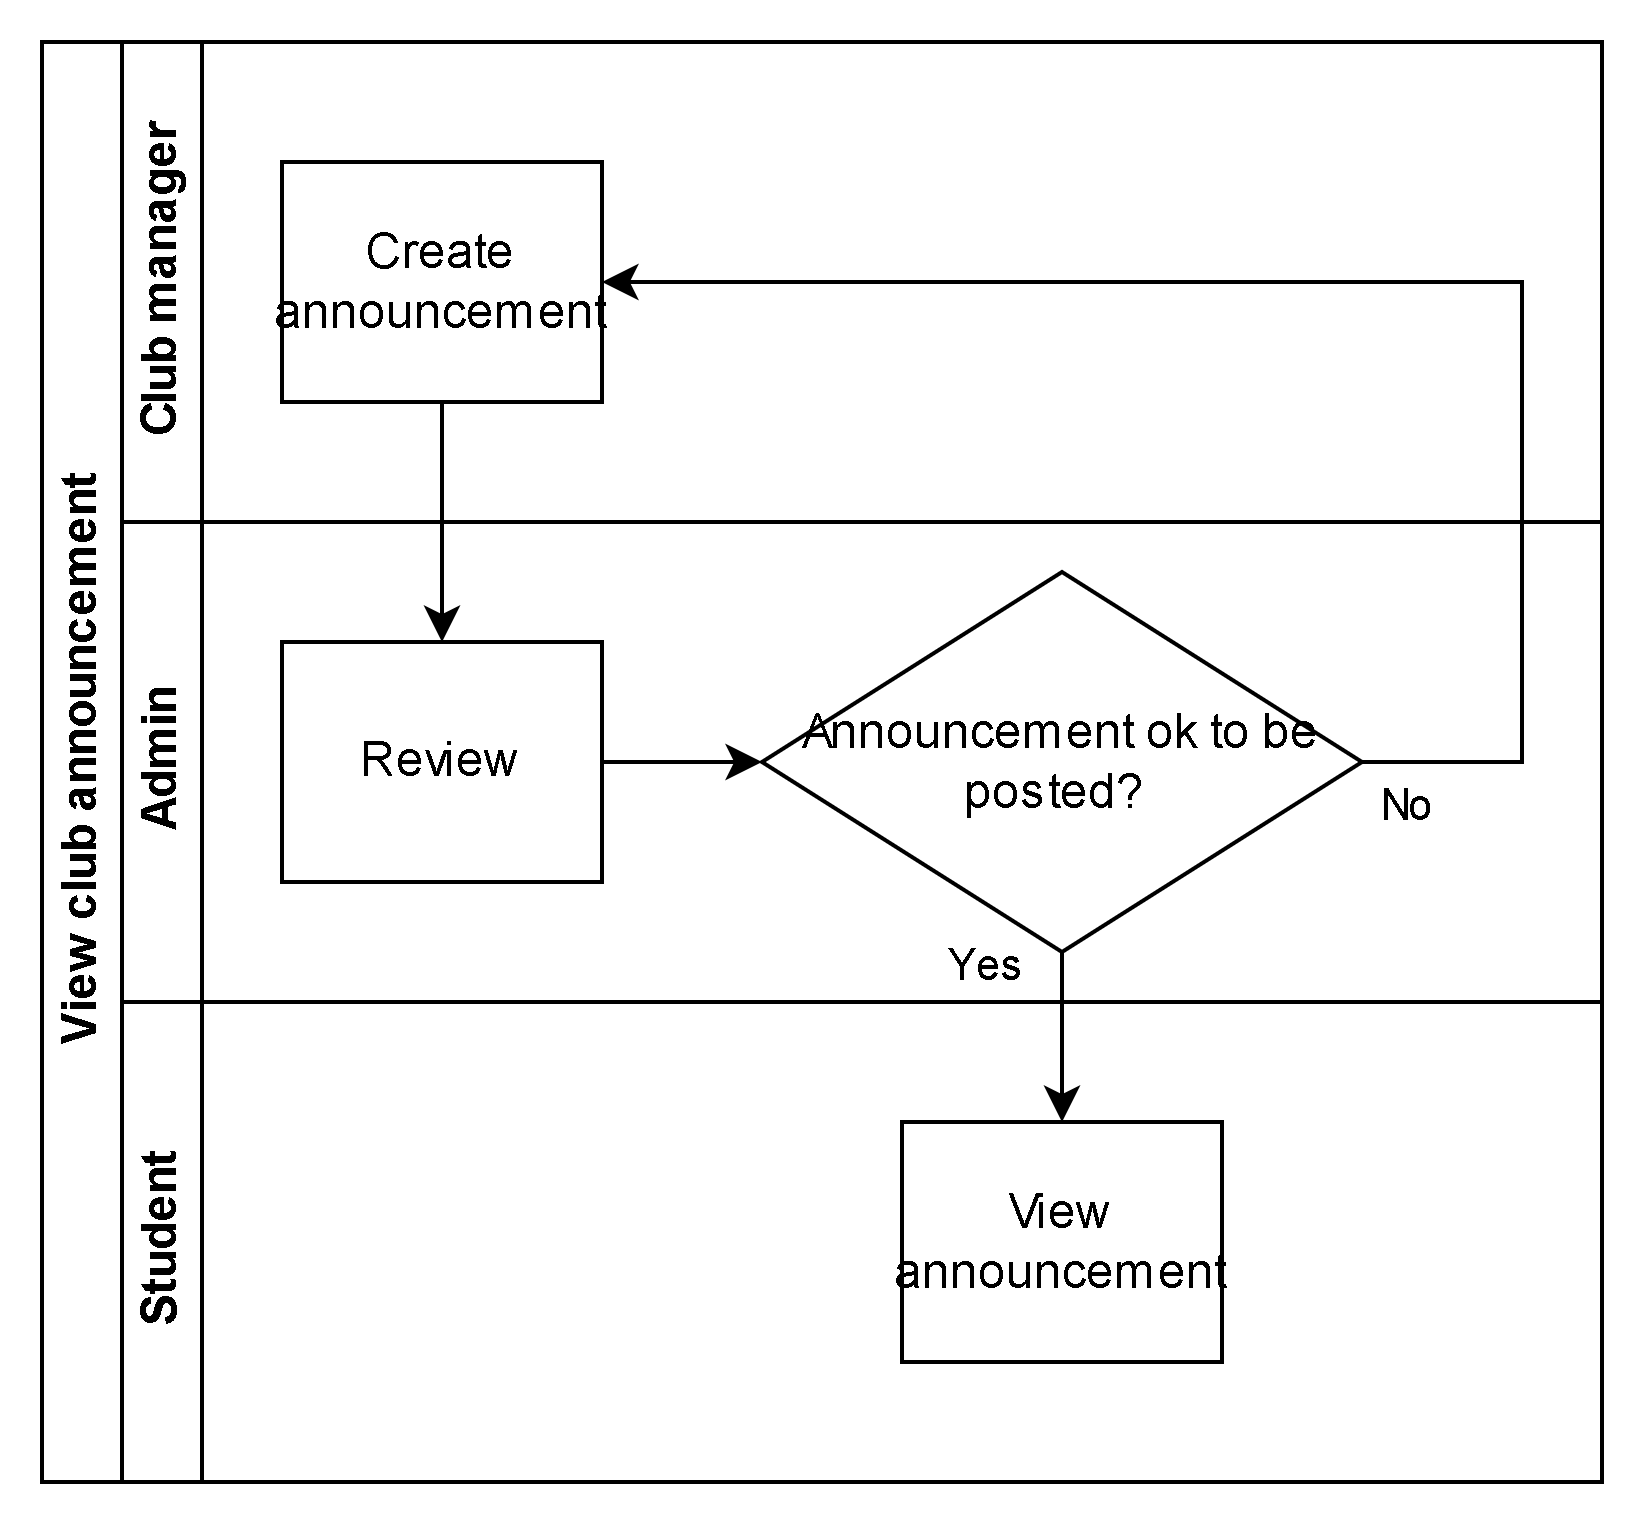 View club announcement
Club manager
Create
announcement
Admin
Review
Announcement ok to be
posted?
No
Yes
Student
View
announcement